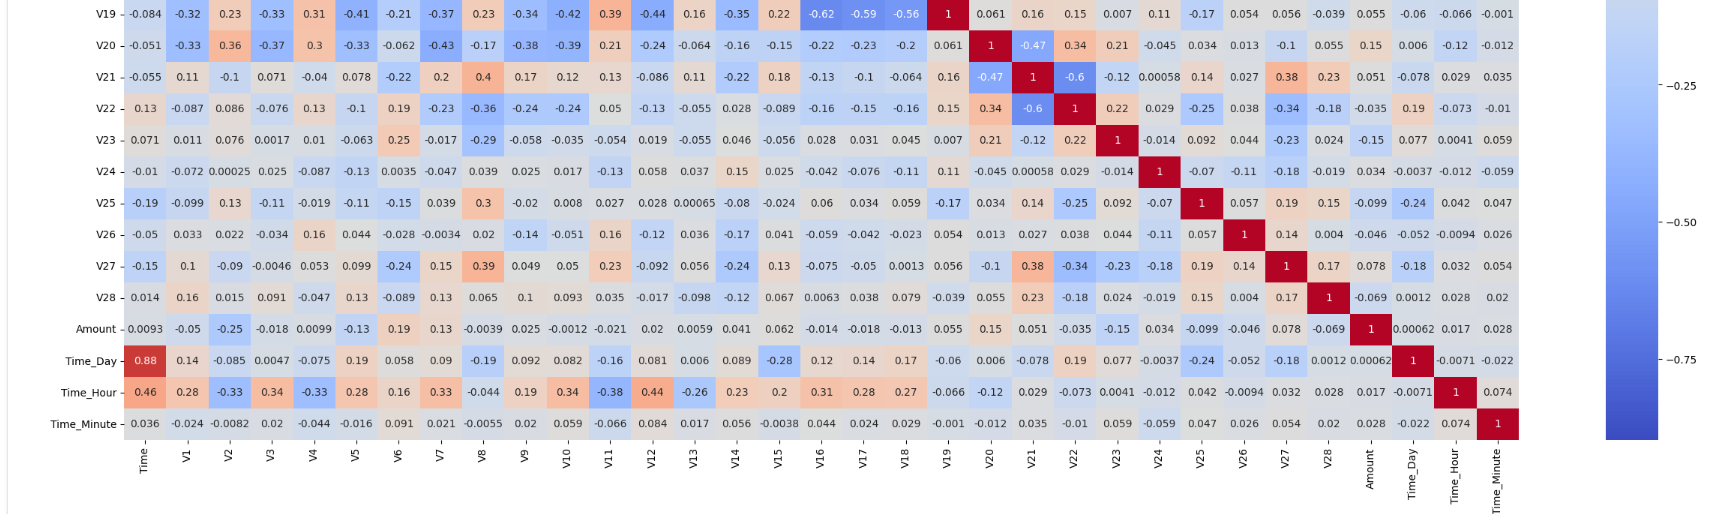 V19 -0.084 -0.32 0.23 -0.33 0.31 -0.41 -0.21 -0.37 0.23 -0.34 -0.42 0.39 -0.44 0.16 -0.35 0.22 -0.62 -0.59 -0.56 1 0.061 0.16 0.15 0.007 0.11 -0.17 0.054 0.056 -0.039 0.055 -0.06 -0.066 -0.001
V20 -0.051 -0.33 0.36 -0.37 0.3 -0.33 -0.062 -0.43 -0.17 -0.38 -0.39 0.21 -0.24 -0.064 -0.16 -0.15 -0.22 -0.23 -0.2 0.061 1 -0.47 0.34 0.21 -0.045 0.034 0.013 -0.1 0.055 0.15 0.006 -0.12 -0.012
V21 -0.055 0.11 -0.1 0.071 -0.04 0.078 -0.22 0.2 0.4 0.17 0.12 0.13 -0.086 0.11 -0.22 0.18 -0.13 -0.1 -0.064 0.16 -0.47 1 -0.6 -0.12 0.00058 0.14 0.027 0.38 0.23 0.051 -0.078 0.029 0.035
-0.25
V22 0.13 -0.087 0.086 -0.076 0.13 -0.1 0.19 -0.23 -0.36 -0.24 -0.24 0.05 -0.13 -0.055 0.028 -0.089 -0.16 -0.15 -0.16 0.15 0.34 -0.6 1 0.22 0.029 -0.25 0.038 -0.34 -0.18 -0.035 0.19 -0.073 -0.01
V23 0.071 0.011 0.076 0.0017 0.01 -0.063 0.25 -0.017 -0.29 -0.058 -0.035 -0.054 0.019 -0.055 0.046 -0.056 0.028 0.031 0.045 0.007 0.21 -0.12 0.22 1 -0.014 0.092 0.044 -0.23 0.024 -0.15 0.077 0.0041 0.059
V24 -0.01 -0.072 0.00025 0.025 -0.087 -0.13 0.0035 -0.047 0.039 0.025 0.017 -0.13 0.058 0.037 0.15 0.025 -0.042 -0.076 -0.11 0.11 -0.045 0.00058 0.029 -0.014 1 -0.07 -0.11 -0.18 -0.019 0.034 -0.0037 -0.012 -0.059
V25 -0.19 -0.099 0.13 -0.11 -0.019 -0.11 -0.15 0.039 0.3 -0.02 0.008 0.027 0.028 0.00065 -0.08 -0.024 0.06 0.034 0.059 -0.17 0.034 0.14 -0.25 0.092 -0.07 1 0.057 0.19 0.15 -0.099 -0.24 0.042 0.047
-0.50
V26 -0.05 0.033 0.022 -0.034 0.16 0.044 -0.028 -0.0034 0.02 -0.14 -0.051 0.16 -0.12 0.036 -0.17 0.041 -0.059 -0.042 -0.023 0.054 0.013 0.027 0.038 0.044 -0.11 0.057 1 0.14 0.004 -0.046 -0.052 -0.0094 0.026
V27 -0.15 0.1 -0.09 -0.0046 0.053 0.099 -0.24 0.15 0.39 0.049 0.05 0.23 -0.092 0.056 -0.24 0.13 -0.075 -0.05 0.0013 0.056 -0.1 0.38 -0.34 -0.23 -0.18 0.19 0.14 1 0.17 0.078 -0.18 0.032 0.054
V28 0.014 0.16 0.015 0.091 -0.047 0.13 -0.089 0.13 0.065 0.1 0.093 0.035 -0.017 -0.098 -0.12 0.067 0.0063 0.038 0.079 -0.039 0.055 0.23 -0.18 0.024 -0.019 0.15 0.004 0.17 1 -0.069 0.0012 0.028 0.02
Amount 0.0093 -0.05 -0.25 -0.018 0.0099 -0.13 0.19 0.13 -0.0039 0.025 -0.0012 -0.021 0.02 0.0059 0.041 0.062 -0.014 -0.018 -0.013 0.055 0.15 0.051 -0.035 -0.15 0.034 -0.099 -0.046 0.078 -0.069 1 0.00062 0.017 0.028
Time_Day 0.88 0.14 -0.085 0.0047 -0.075 0.19 0.058 0.09 -0.19 0.092 0.082 -0.16 0.081 0.006 0.089 -0.28 0.12 0.14 0.17 -0.06 0.006 -0.078 0.19 0.077 -0.0037 -0.24 -0.052 -0.18 0.0012 0.00062 1 -0.0071 -0.022
-0.75
Time_Hour 0.46 0.28 -0.33 0.34 -0.33 0.28 0.16 0.33 -0.044 0.19 0.34 -0.38 0.44 -0.26 0.23 0.2 0.31 0.28 0.27 -0.066 -0.12 0.029 -0.073 0.0041 -0.012 0.042 -0.0094 0.032 0.028 0.017 -0.0071 1 0.074
Time_Minute 0.036 -0.024 -0.0082 0.02 -0.044 -0.016 0.091 0.021 -0.0055 0.02 0.059 -0.066 0.084 0.017 0.056 -0.0038 0.044 0.024 0.029 -0.001 -0.012 0.035 -0.01 0.059 -0.059 0.047 0.026 0.054 0.02 0.028 -0.022 0.074 1
Time V1 V2 V3 V4 V5 V6 V7 V8 V9 V10 V11 V12 V13 V14 V15 V16 V17 V18 V19 V20 V21 V22 V23 V24 V25 V26 V27 V28 Amount Time_Day Time_Hour Time_Minute